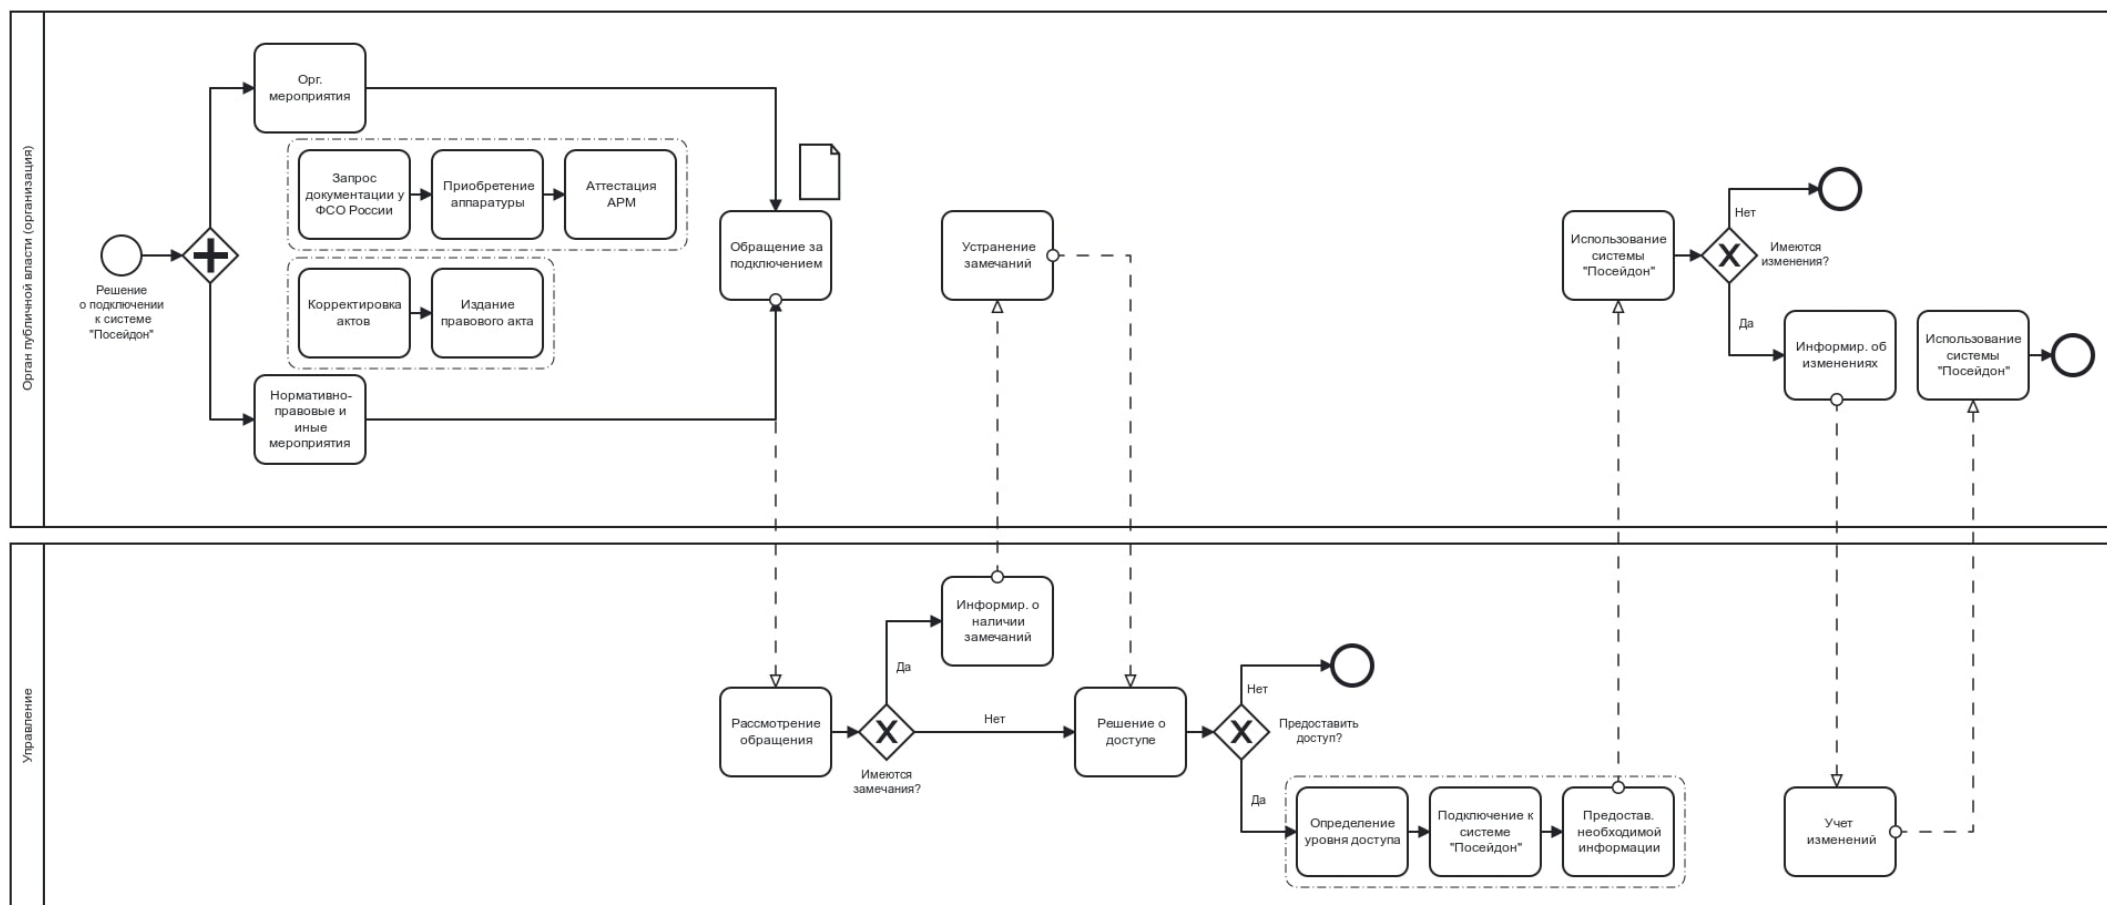 Орган публичной власти (организация)
Решение
о подключении
к системе
"Посейдон"
Орг.
мероприятия
Запрос
документации у
ФСО России
Приобретение
аппаратуры
Аттестация
АРМ
Корректировка
актов
Издание
правового акта
Нормативно-
правовые и
иные
мероприятия
Обращение за
подключением
Устранение
замечаний
Использование
системы
"Посейдон"
Нет
Имеются
изменения?
Да
Информир. об
изменениях
Использование
системы
"Посейдон"
Управление
Рассмотрение
обращения
Имеются
замечания?
Да
Информир. о
наличии
замечаний
Нет
Решение о
доступе
Нет
Предоставить
доступ?
Да
Определение
уровня доступа
Подключение к
системе
"Посейдон"
Предостав.
необходимой
информации
Учет
изменений